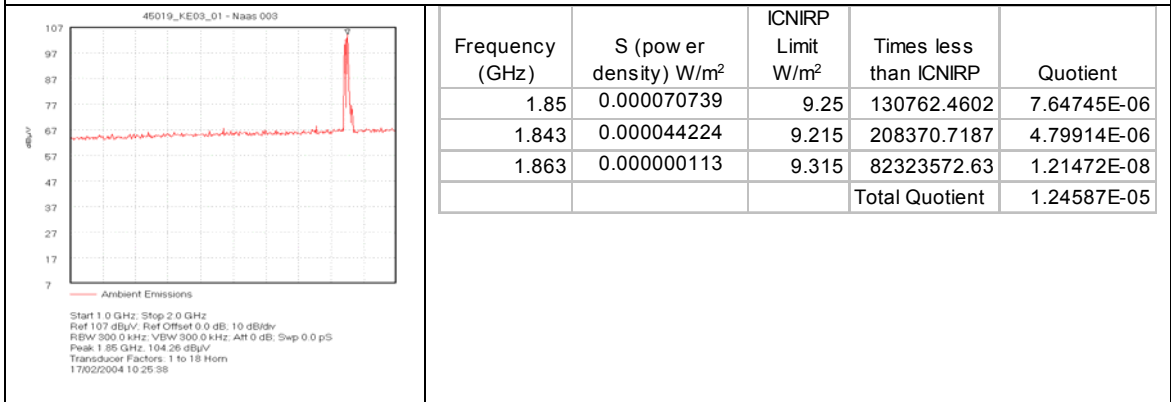 45019_KE03_01 - Naas 003
107
97
87
77
67
57
47
37
27
17
7
dBµV
Ambient Emissions
Start 1.0 GHz; Stop 2.0 GHz
Ref 107 dBµV; Ref Offset 0.0 dB; 10 dB/div
RBW 300.0 kHz; VBW 300.0 kHz; Att 0 dB; Swp 0.0 pS
Peak 1.85 GHz, 104.26 dBµV
Transducer Factors: 1 to 18 Horn
17/02/2004 10:25:38
Frequency (GHz) S (pow er density) W/m² ICNIRP Limit W/m² Times less than ICNIRP Quotient
1.85 0.000070739 9.25 130762.4602 7.64745E-06
1.843 0.000044224 9.215 208370.7187 4.79914E-06
1.863 0.000000113 9.315 82323572.63 1.21472E-08
Total Quotient 1.24587E-05